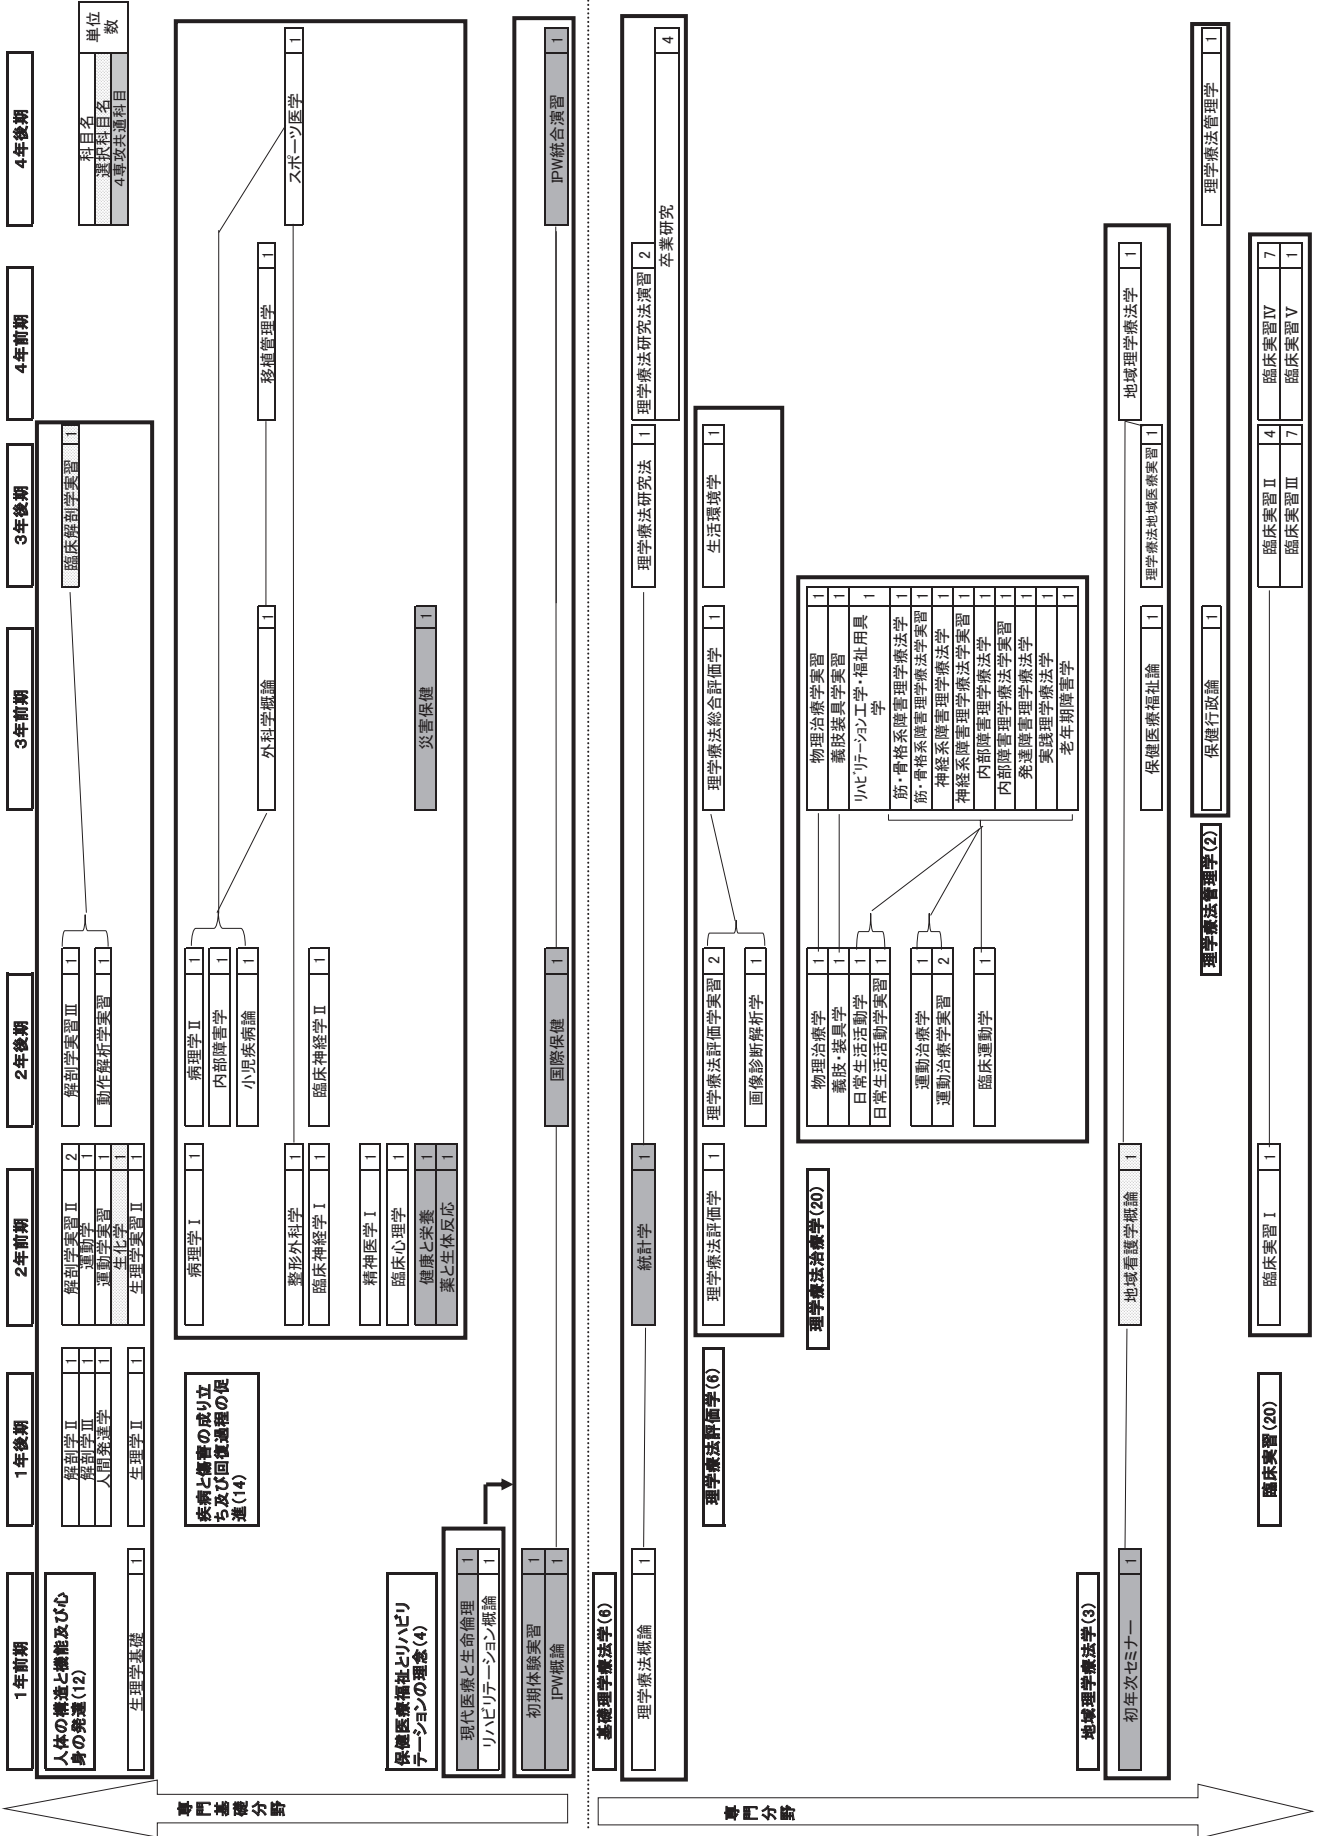 1年前期
1年後期
2年前期
2年後期
3年前期
3年後期
4年前期
4年後期
科目名
選択科目名
4専攻共通科目
単位
数
専門基礎分野
人体の構造と機能及び心
身の発達(12)
生理学基礎 1
解剖学Ⅱ 1
解剖学Ⅲ 1
人間発達学 1
生理学Ⅱ 1
解剖学実習Ⅱ 2
運動学 1
運動学実習 1
生化学 1
生理学実習Ⅱ 1
解剖学実習Ⅲ 1
動作解析学実習 1
臨床解剖学実習 1
疾病と傷害の成り立
ち及び回復過程の促
進(14)
病理学Ⅰ 1
整形外科学 1
臨床神経学Ⅰ 1
精神医学Ⅰ 1
臨床心理学 1
健康と栄養 1
薬と生体反応 1
病理学Ⅱ 1
内部障害学 1
小児疾病論 1
臨床神経学Ⅱ 1
外科学概論 1
災害保健 1
移植管理学 1
スポーツ医学 1
保健医療福祉とリハビリ
テーションの理念(4)
現代医療と生命倫理 1
リハビリテーション概論 1
初期体験実習 1
IPW概論 1
国際保健 1
IPW統合演習 1
専門分野
基礎理学療法学(6)
理学療法概論 1
統計学 1
理学療法研究法 1
理学療法研究法演習 2
卒業研究 4
理学療法評価学(6)
理学療法評価学 1
理学療法評価学実習 2
画像診断解析学 1
理学療法総合評価学 1
生活環境学 1
理学療法治療学(20)
物理治療学 1
義肢・装具学 1
日常生活活動学 1
日常生活活動学実習 1
運動治療学 1
運動治療学実習 2
臨床運動学 1
物理治療学実習 1
義肢装具学実習 1
リハビリテーション工学・福祉用具
学 1
筋・骨格系障害理学療法学 1
筋・骨格系障害理学療法学実習 1
神経系障害理学療法学 1
神経系障害理学療法学実習 1
内部障害理学療法学 1
内部障害理学療法学実習 1
発達障害理学療法学 1
実践理学療法学 1
老年期障害学 1
地域理学療法学(3)
初年次セミナー 1
地域看護学概論 1
保健医療福祉論 1
理学療法地域医療実習 1
地域理学療法学 1
理学療法管理学(2)
保健行政論 1
理学療法管理学 1
臨床実習(20)
臨床実習Ⅰ 1
臨床実習Ⅱ 4
臨床実習Ⅲ 7
臨床実習Ⅳ 7
臨床実習Ⅴ 1